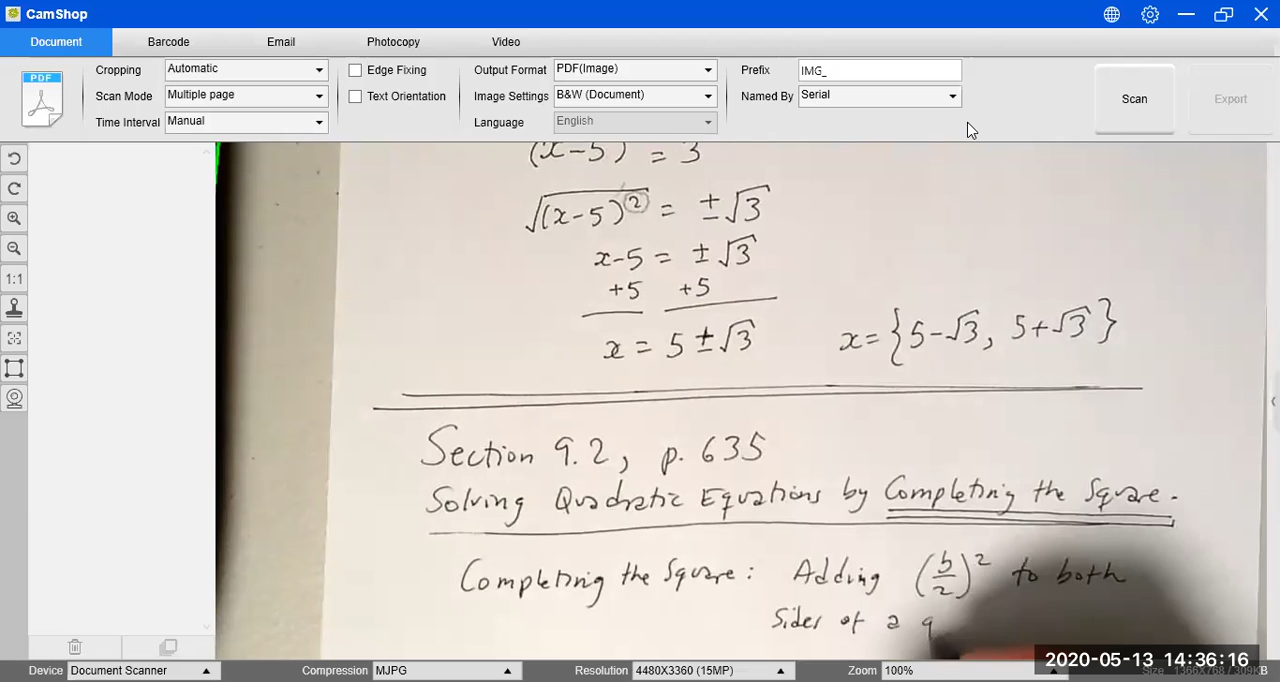 CamShop
Document Barcode Email Photocopy Video
PDF
Cropping Automatic Edge Fixing Output Format PDF(Image) Prefix IMG_
Scan Mode Multiple page Text Orientation Image Settings B&W (Document) Named By Serial
Time Interval Manual Language English
Scan Export
1:1
(x-5) = 3
√(x-5)² = ±√3
x-5 = ±√3
+5 +5
x = 5±√3 x={5-√3, 5+√3}
Section 9.2, p. 635
Solving Quadratic Equations by Completing the Square.
Completing the Square: Adding (b/2)² to both
sides of a q
2020-05-13 14:36:16
Device Document Scanner Compression MJPG Resolution 4480X3360 (15MP) Zoom 100%